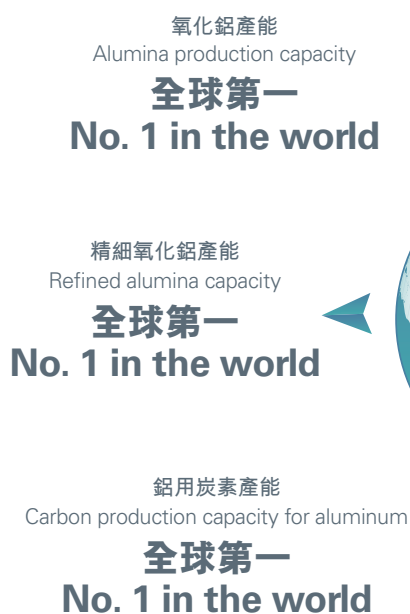 氧化鋁產能
Alumina production capacity
全球第一
No. 1 in the world
精細氧化鋁產能
Refined alumina capacity
全球第一
No. 1 in the world
鋁用炭素產能
Carbon production capacity for aluminum
全球第一
No. 1 in the world